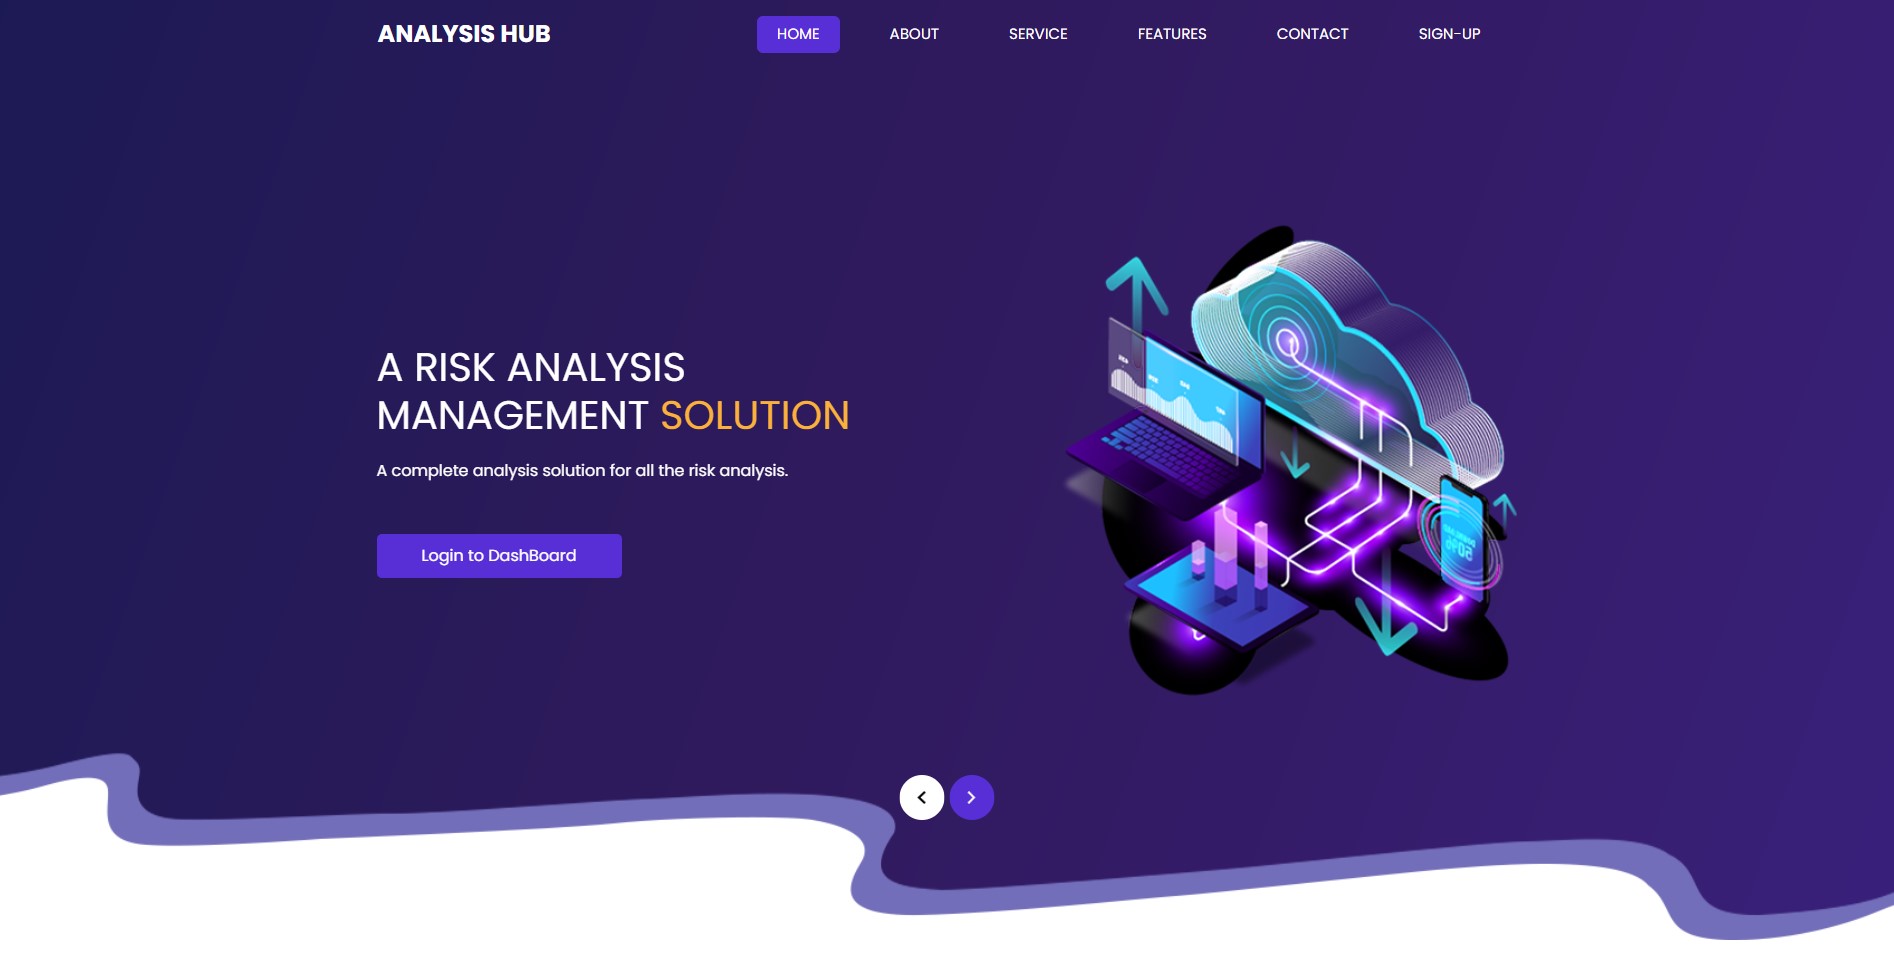 ANALYSIS HUB
HOME
ABOUT
SERVICE
FEATURES
CONTACT
SIGN-UP
A RISK ANALYSIS
MANAGEMENT SOLUTION
A complete analysis solution for all the risk analysis.
Login to DashBoard
50%